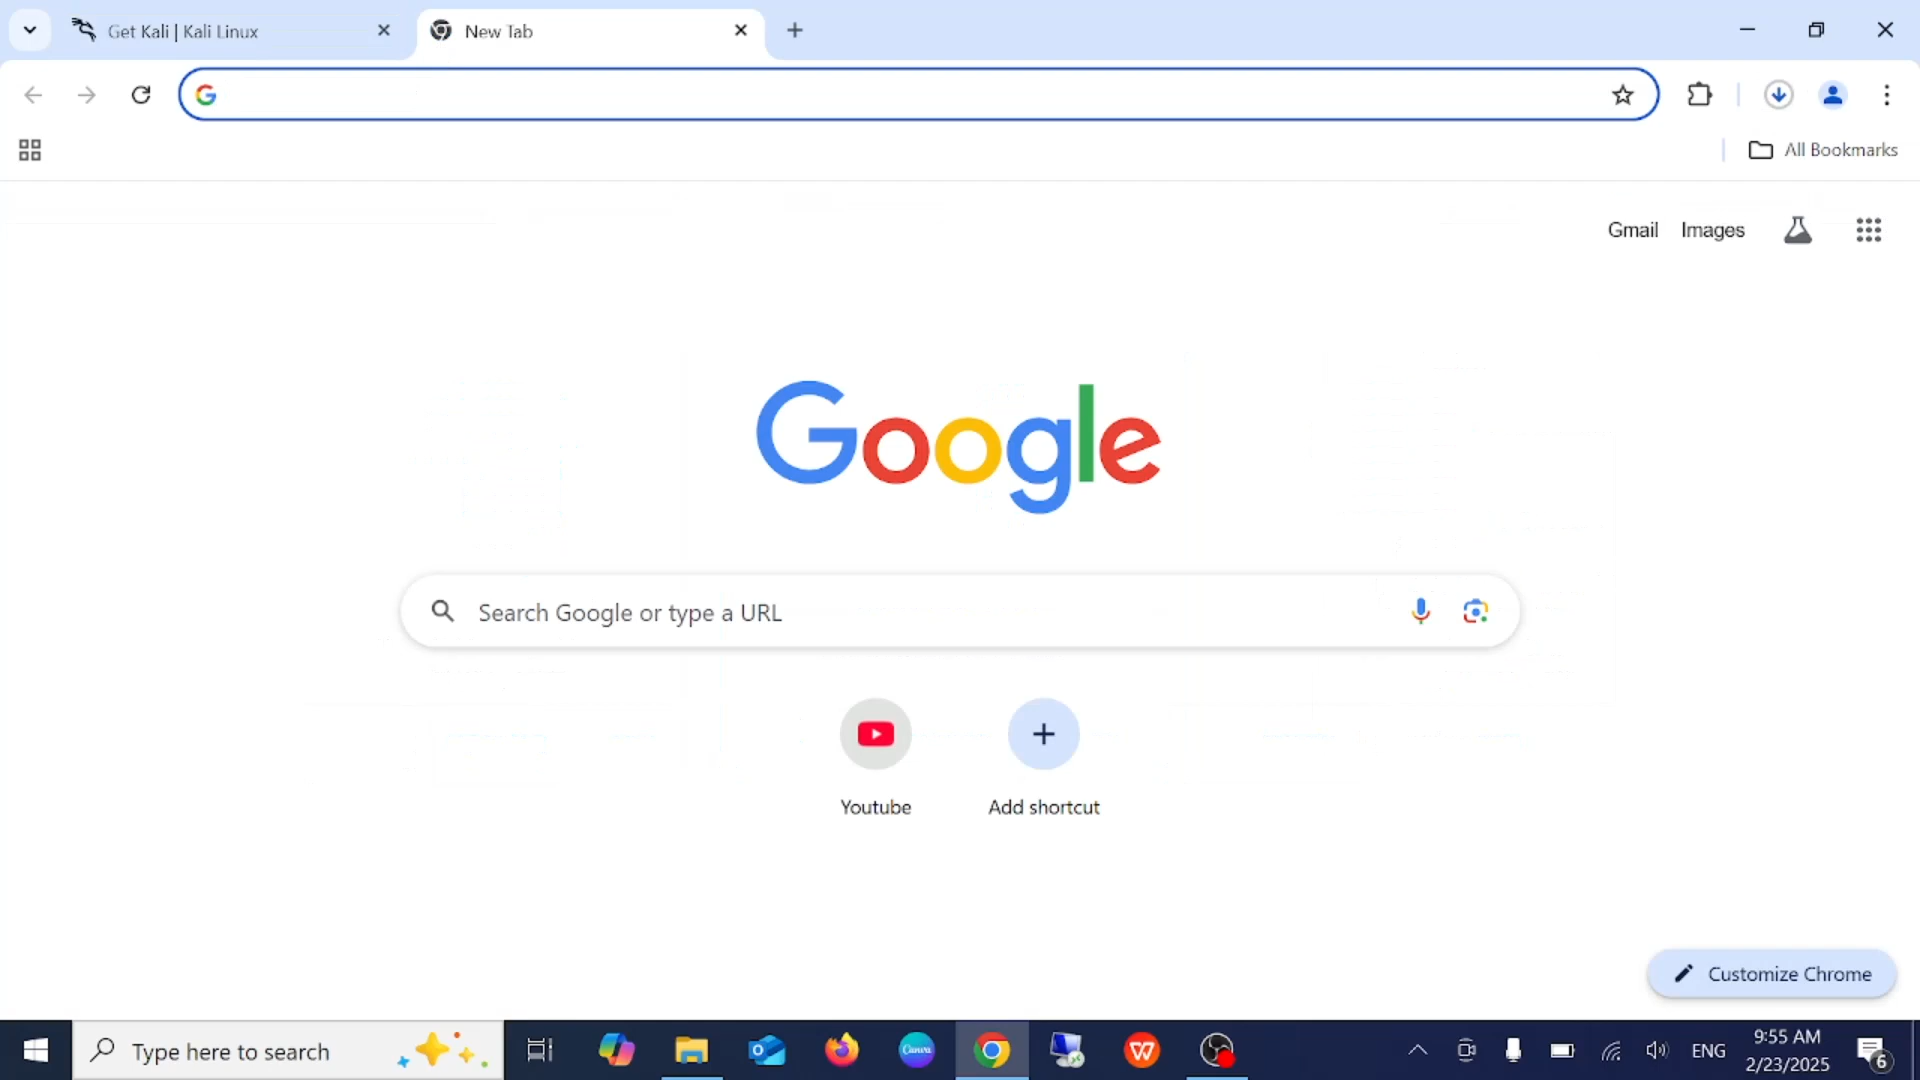 Get Kali | Kali Linux
New Tab
All Bookmarks
Gmail Images
Google
Search Google or type a URL
Youtube
Add shortcut
Customize Chrome
Type here to search
Canva
ENG
9:55 AM
2/23/2025
6